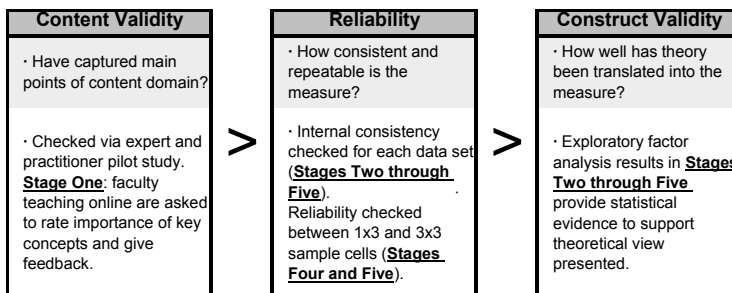 Content Validity
· Have captured main
points of content domain?
· Checked via expert and
practitioner pilot study.
Stage One: faculty
teaching online are asked
to rate importance of key
concepts and give
feedback.
>
Reliability
· How consistent and
repeatable is the
measure?
· Internal consistency
checked for each data set
(Stages Two through
Five). ·
Reliability checked
between 1x3 and 3x3
sample cells (Stages
Four and Five).
>
Construct Validity
· How well has theory
been translated into the
measure?
· Exploratory factor
analysis results in Stages
Two through Five
provide statistical
evidence to support
theoretical view
presented.